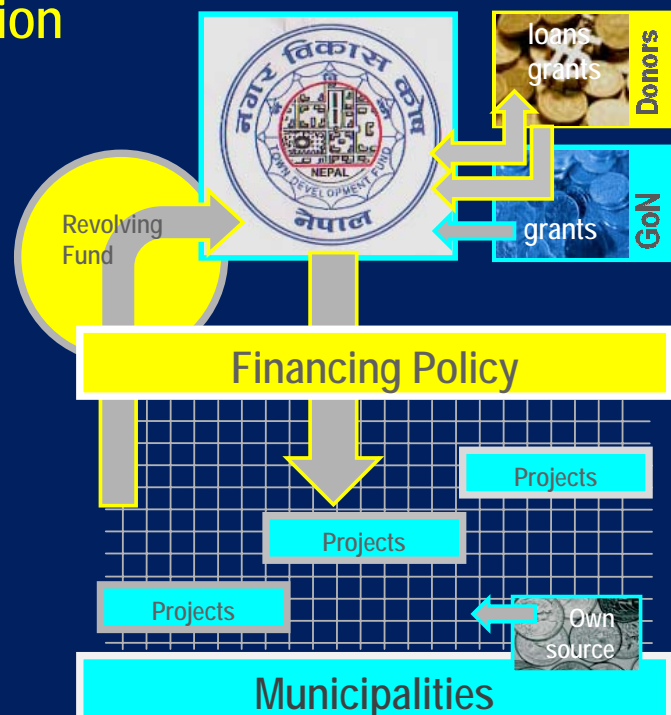 ion
नगर विकास कोष
NEPAL
TOWN DEVELOPMENT FUND
नेपाल
loans
grants
Donors
grants
GoN
Revolving
Fund
Financing Policy
Projects
Projects
Projects
Own
source
Municipalities